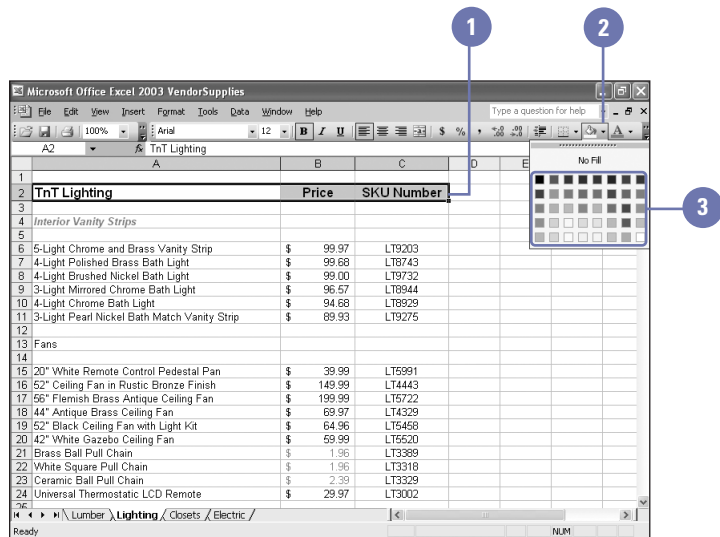 1 2
Microsoft Office Excel 2003 VendorSupplies
File Edit View Insert Format Tools Data Window Help Type a question for help
100% Arial 12 B I U $ % ,
A2 fx TnT Lighting
A B C D E
No Fill
1
2 TnT Lighting Price SKU Number
3
3
4 Interior Vanity Strips
5
6 5-Light Chrome and Brass Vanity Strip $ 99.97 LT9203
7 4-Light Polished Brass Bath Light $ 99.68 LT8743
8 4-Light Brushed Nickel Bath Light $ 99.00 LT9732
9 3-Light Mirrored Chrome Bath Light $ 96.57 LT8944
10 4-Light Chrome Bath Light $ 94.68 LT8929
11 3-Light Pearl Nickel Bath Match Vanity Strip $ 89.93 LT9275
12
13 Fans
14
15 20" White Remote Control Pedestal Pan $ 39.99 LT5991
16 52" Ceiling Fan in Rustic Bronze Finish $ 149.99 LT4443
17 56" Flemish Brass Antique Ceiling Fan $ 199.99 LT5722
18 44" Antique Brass Ceiling Fan $ 69.97 LT4329
19 52" Black Ceiling Fan with Light Kit $ 64.96 LT5458
20 42" White Gazebo Ceiling Fan $ 59.99 LT5520
21 Brass Ball Pull Chain $ 1.96 LT3389
22 White Square Pull Chain $ 1.96 LT3318
23 Ceramic Ball Pull Chain $ 2.39 LT3329
24 Universal Thermostatic LCD Remote $ 29.97 LT3002
Lumber Lighting Closets Electric
Ready NUM